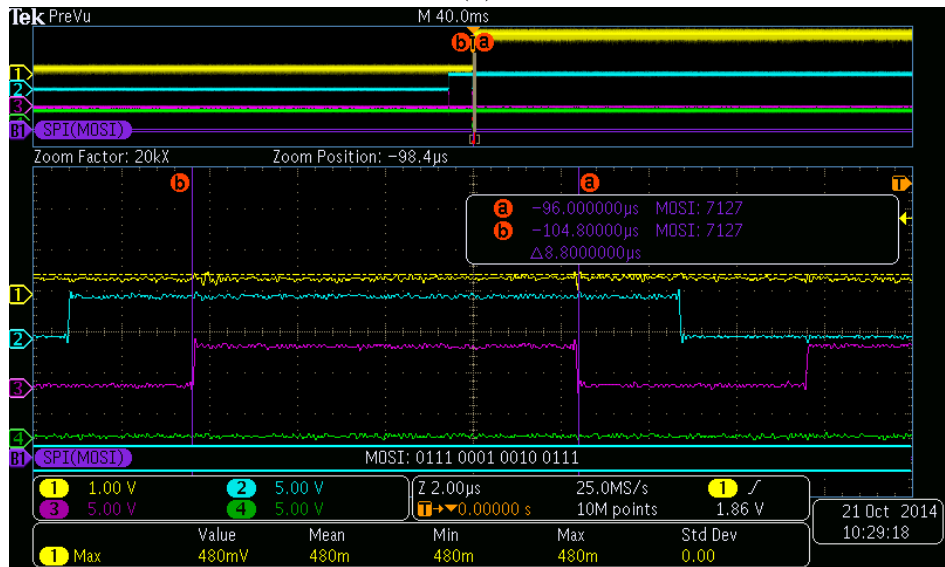 Tek PreVu M 40.0ms
b T a
1
2
3
B1 SPI(MOSI)
Zoom Factor: 20kX Zoom Position: −98.4µs
b a T
a −96.000000µs MOSI: 7127
b −104.80000µs MOSI: 7127
△8.8000000µs
1
2
3
4
B1 SPI(MOSI) MOSI: 0111 0001 0010 0111
1 1.00 V 2 5.00 V Z 2.00µs 25.0MS/s 1
3 5.00 V 4 5.00 V T→▼0.00000 s 10M points 1.86 V
21 Oct 2014
10:29:18
Value Mean Min Max Std Dev
1 Max 480mV 480m 480m 480m 0.00